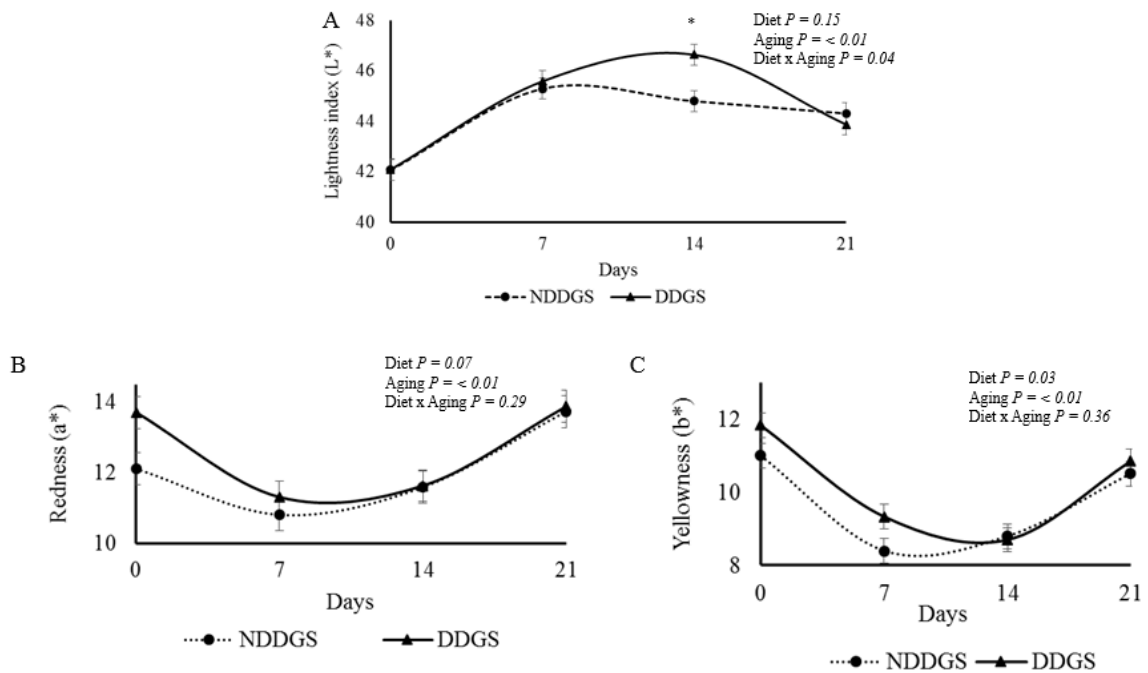 A
Lightness index (L*)
48
46
44
42
40
*
Diet P = 0.15
Aging P = < 0.01
Diet x Aging P = 0.04
0 7 14 21
Days
NDDGS DDGS
B
Redness (a*)
14
12
10
Diet P = 0.07
Aging P = < 0.01
Diet x Aging P = 0.29
0 7 14 21
Days
NDDGS DDGS
C
Yellowness (b*)
12
10
8
Diet P = 0.03
Aging P = < 0.01
Diet x Aging P = 0.36
0 7 14 21
Days
NDDGS DDGS